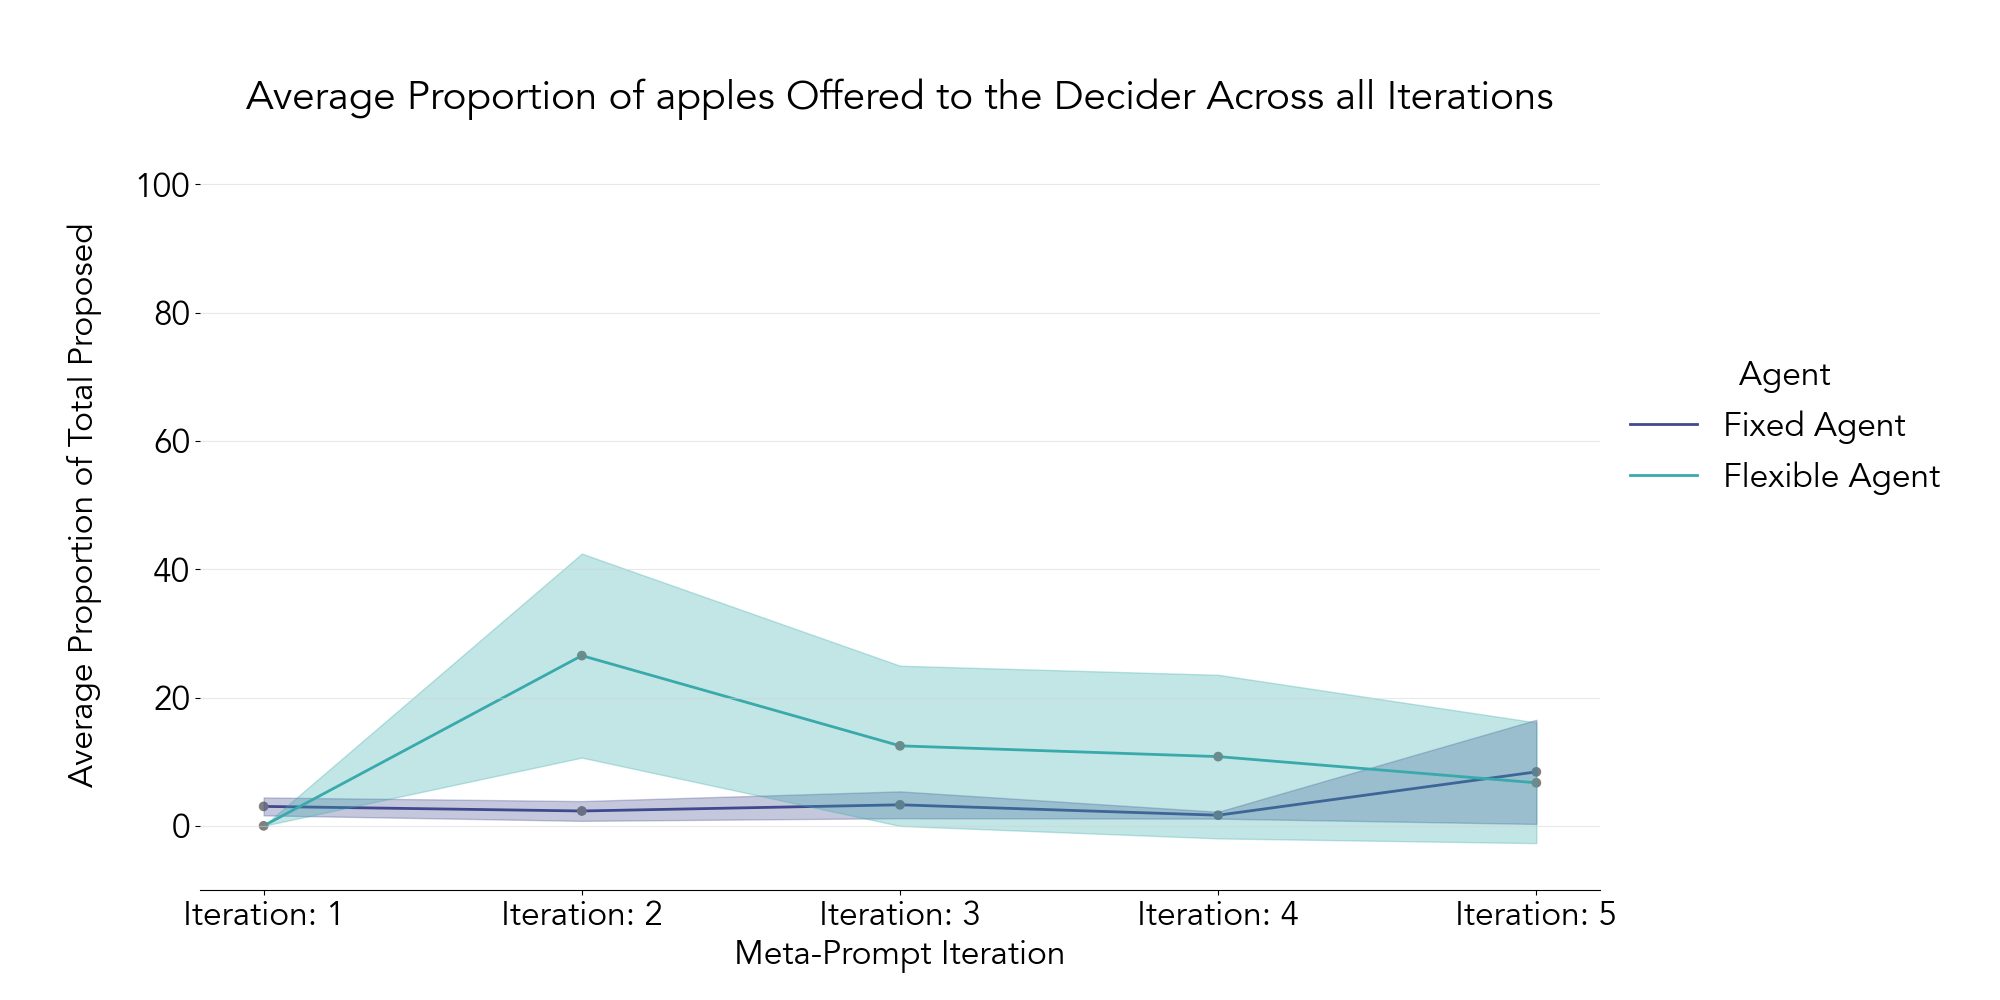 Average Proportion of apples Offered to the Decider Across all Iterations
Average Proportion of Total Proposed
100
80
60
40
20
0
Iteration: 1
Iteration: 2
Iteration: 3
Iteration: 4
Iteration: 5
Meta-Prompt Iteration
Agent
Fixed Agent
Flexible Agent